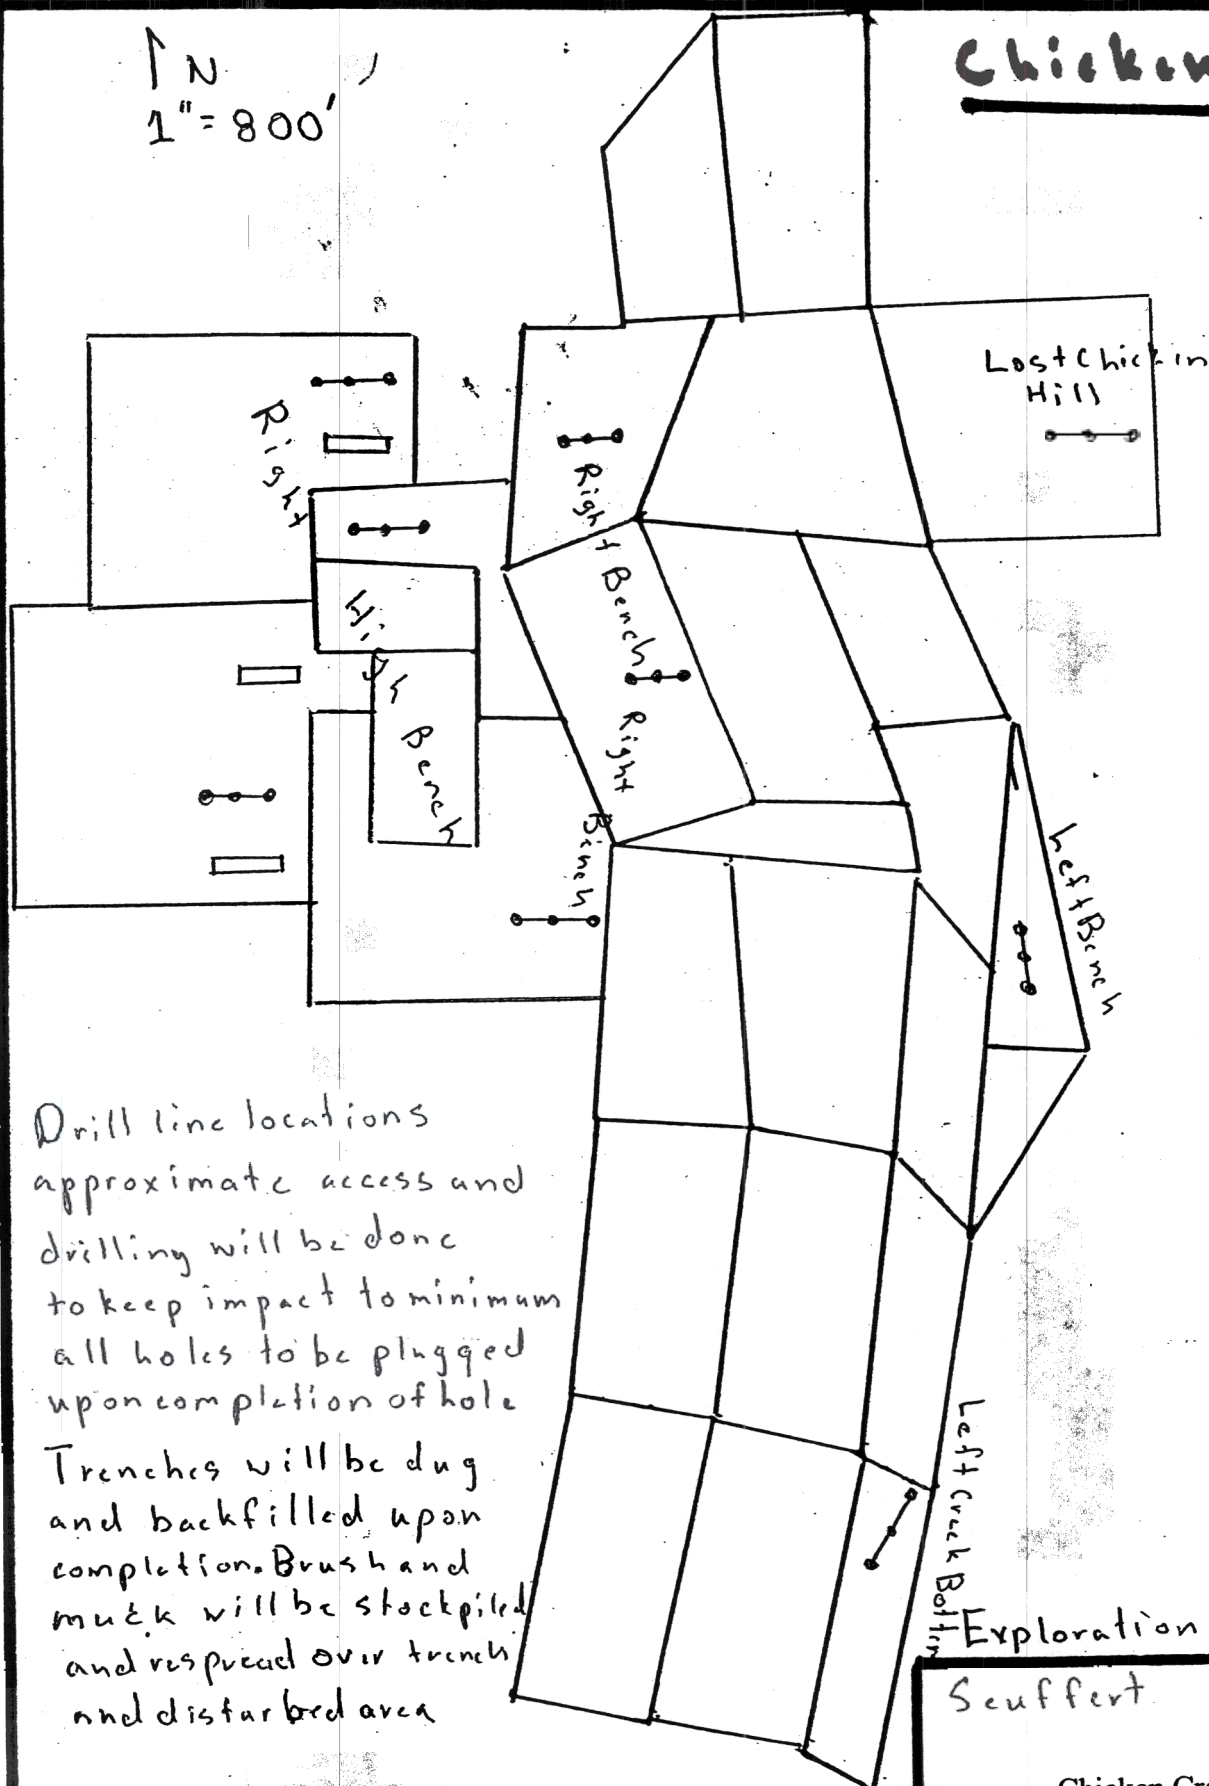 N
1"=800'
Chicken
Lost Chickin
Hill
Right
High
Bench
Right Bench
Right
Bench
Left Bench
Drill line locations
approximate access and
drilling will be done
to keep impact to minimum
all holes to be plugged
upon completion of hole
Trenches will be dug
and backfilled upon
completion. Brush and
muck will be stockpiled
and respread over trench
and disturbed area
Left Creek Bottm
Exploration
Seuffert
Chicken Cr